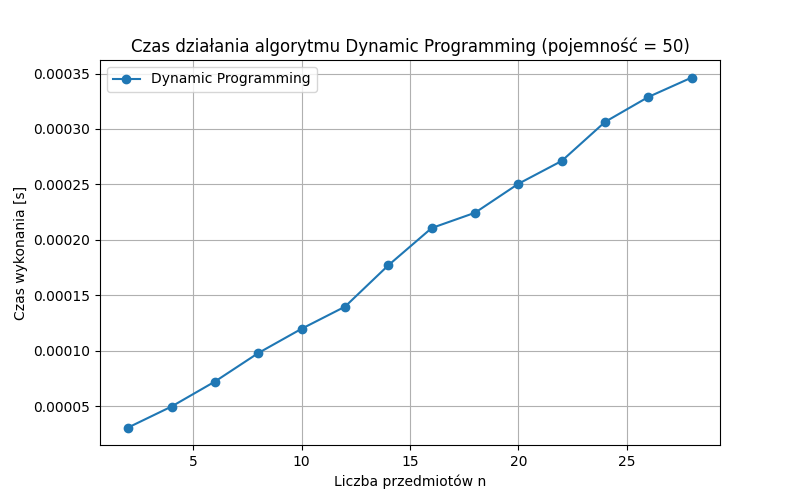 Czas działania algorytmu Dynamic Programming (pojemność = 50)
Dynamic Programming
Czas wykonania [s]
0.00035
0.00030
0.00025
0.00020
0.00015
0.00010
0.00005
5 10 15 20 25
Liczba przedmiotów n